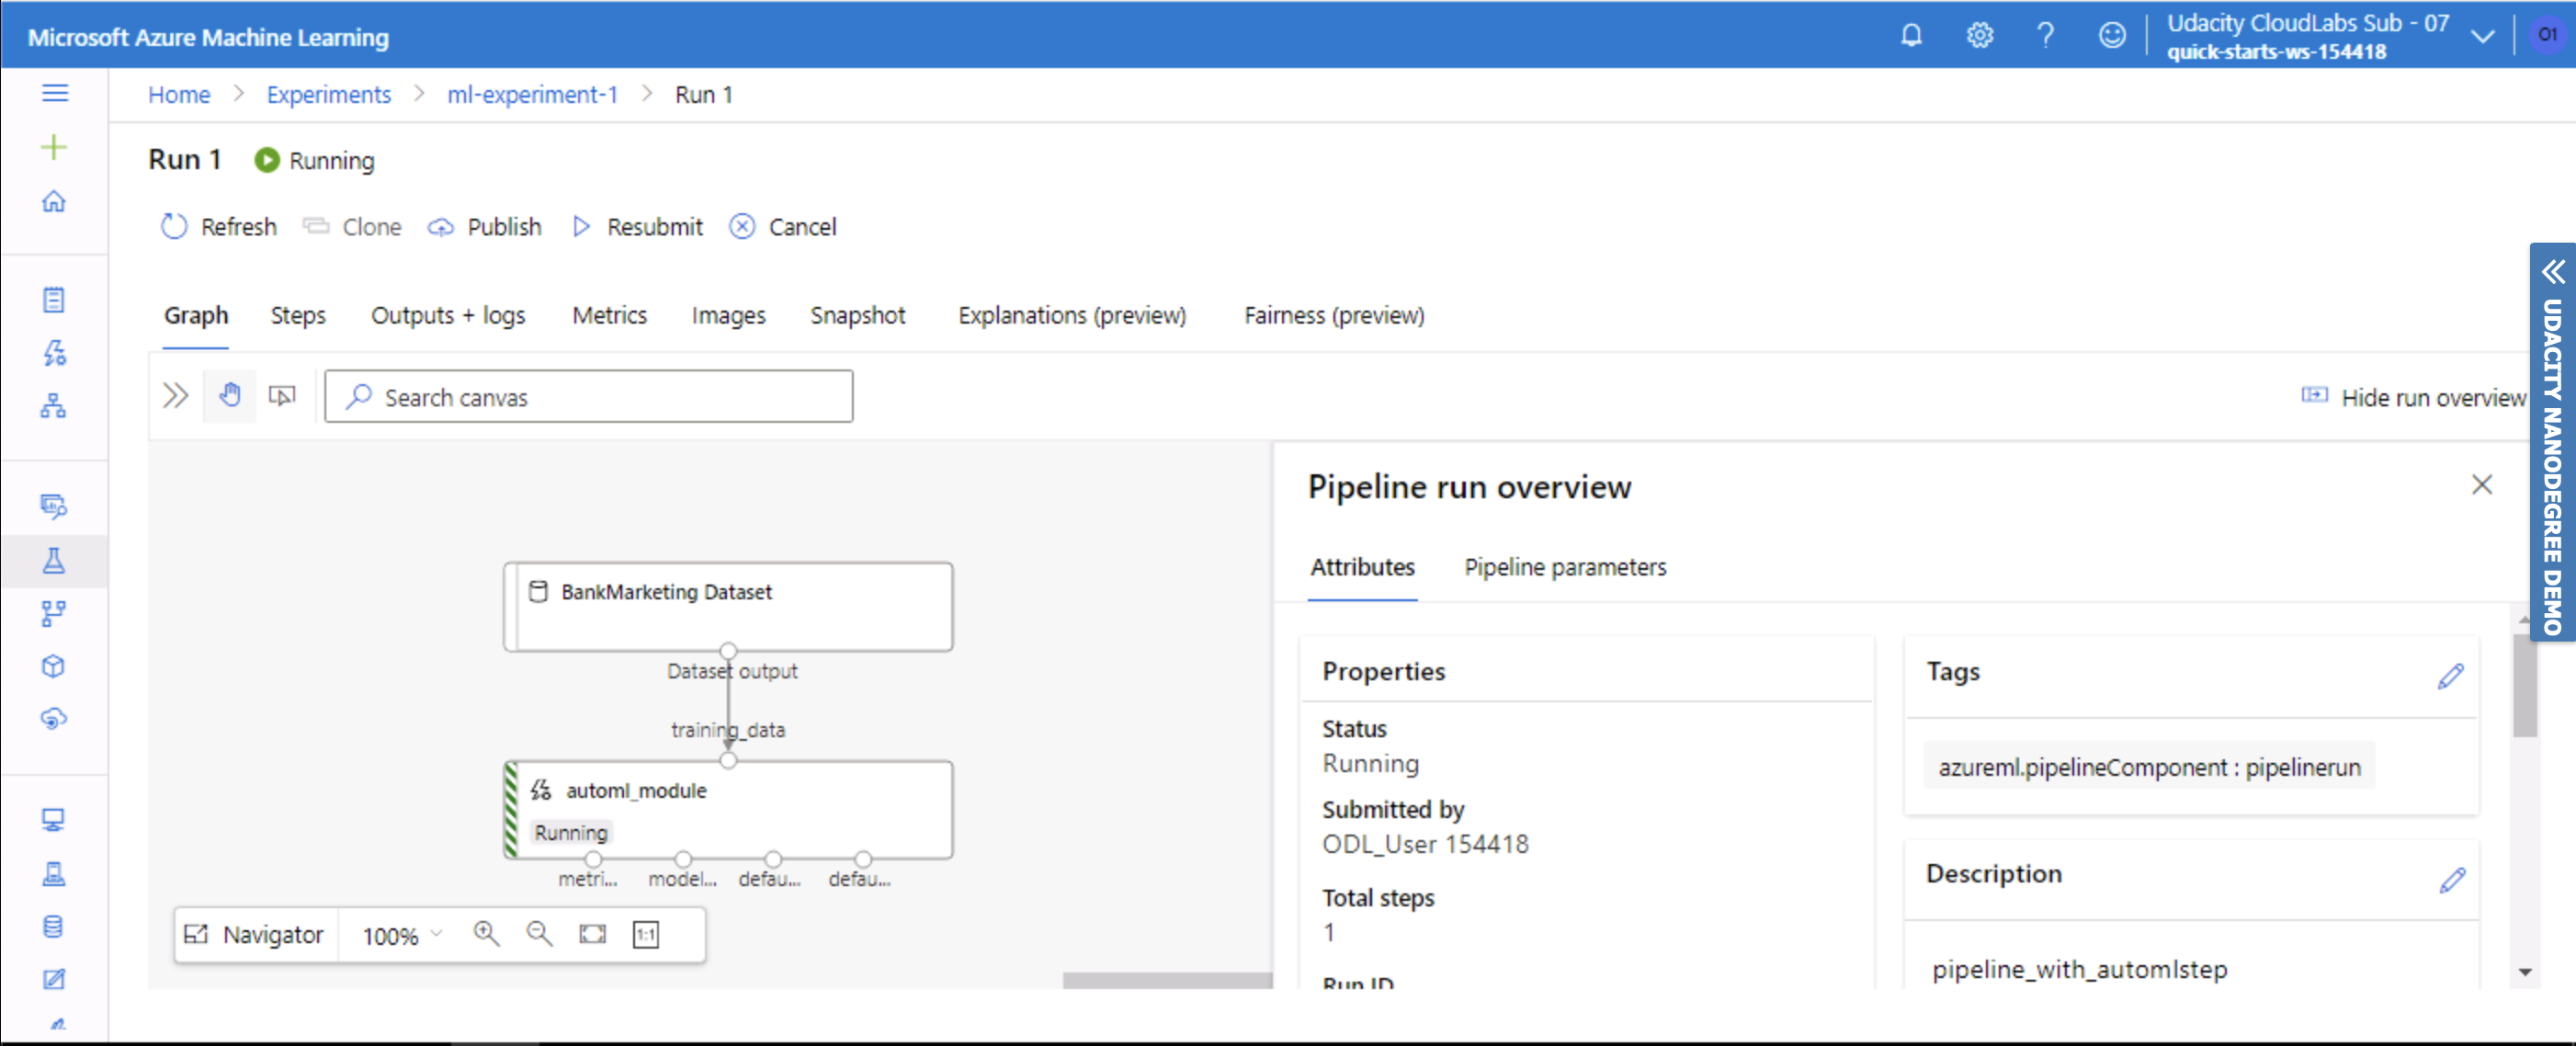 Microsoft Azure Machine Learning
Udacity CloudLabs Sub - 07
quick-starts-ws-154418
01
Home > Experiments > ml-experiment-1 > Run 1
Run 1 Running
Refresh Clone Publish Resubmit Cancel
Graph Steps Outputs + logs Metrics Images Snapshot Explanations (preview) Fairness (preview)
Search canvas
Hide run overview
UDACITY NANODEGREE DEMO
BankMarketing Dataset
Dataset output
training_data
automl_module
Running
metri... model... defau... defau...
Navigator 100% 1:1
Pipeline run overview
Attributes Pipeline parameters
Properties
Status
Running
Submitted by
ODL_User 154418
Total steps
1
Run ID
Tags
azureml.pipelineComponent : pipelinerun
Description
pipeline_with_automlstep